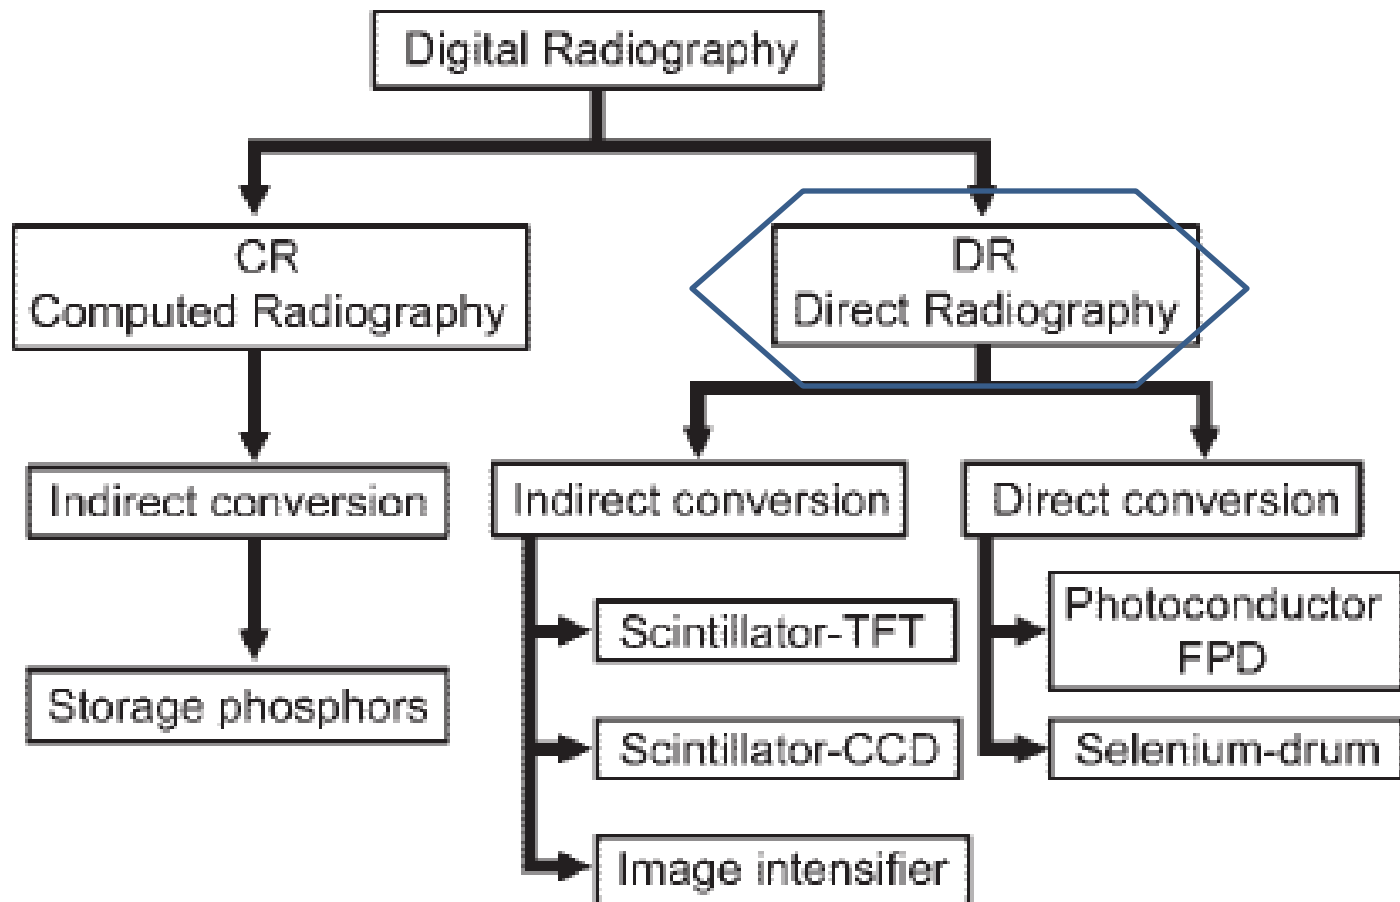 Digital Radiography
CR
Computed Radiography
DR
Direct Radiography
Indirect conversion
Indirect conversion
Direct conversion
Storage phosphors
Scintillator-TFT
Scintillator-CCD
Image intensifier
Photoconductor
FPD
Selenium-drum